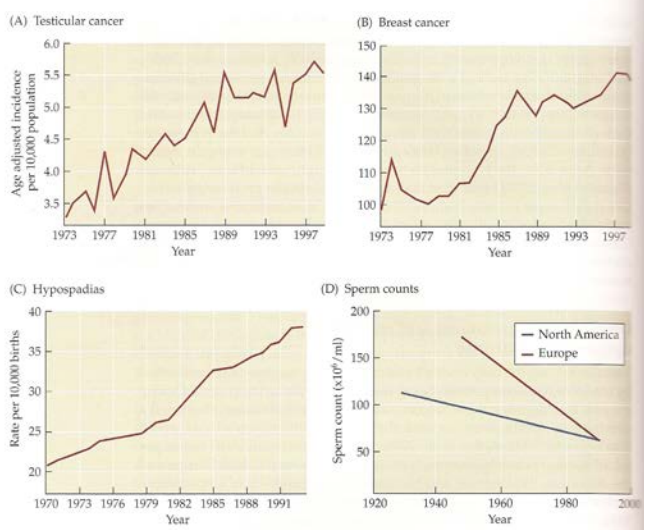 (A) Testicular cancer
Age adjusted incidence
per 10,000 population
6.0
5.5
5.0
4.5
4.0
3.5
1973 1977 1981 1985 1989 1993 1997
Year
(B) Breast cancer
150
140
130
120
110
100
1973 1977 1981 1985 1989 1993 1997
Year
(C) Hypospadias
Rate per 10,000 births
40
35
30
25
20
1970 1973 1976 1979 1982 1985 1988 1991
Year
(D) Sperm counts
Sperm count (x10⁶/ml)
200
150
100
50
North America
Europe
1920 1940 1960 1980 2000
Year